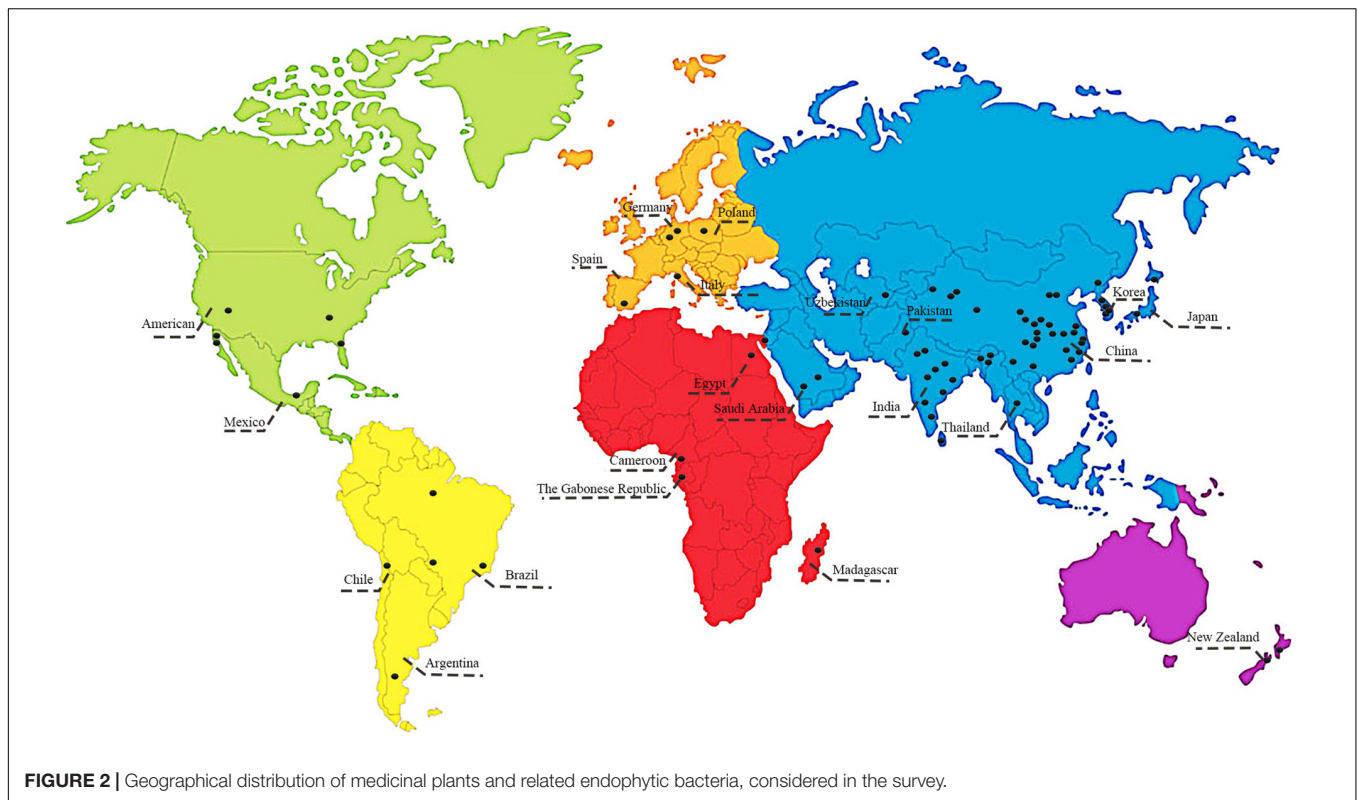 Germany
Poland
Spain
Italy
Uzbekistan
Korea
American
Pakistan
Japan
China
Egypt
Saudi Arabia
India
Mexico
Thailand
Cameroon
The Gabonese Republic
Chile
Brazil
Madagascar
New Zealand
Argentina
FIGURE 2 | Geographical distribution of medicinal plants and related endophytic bacteria, considered in the survey.